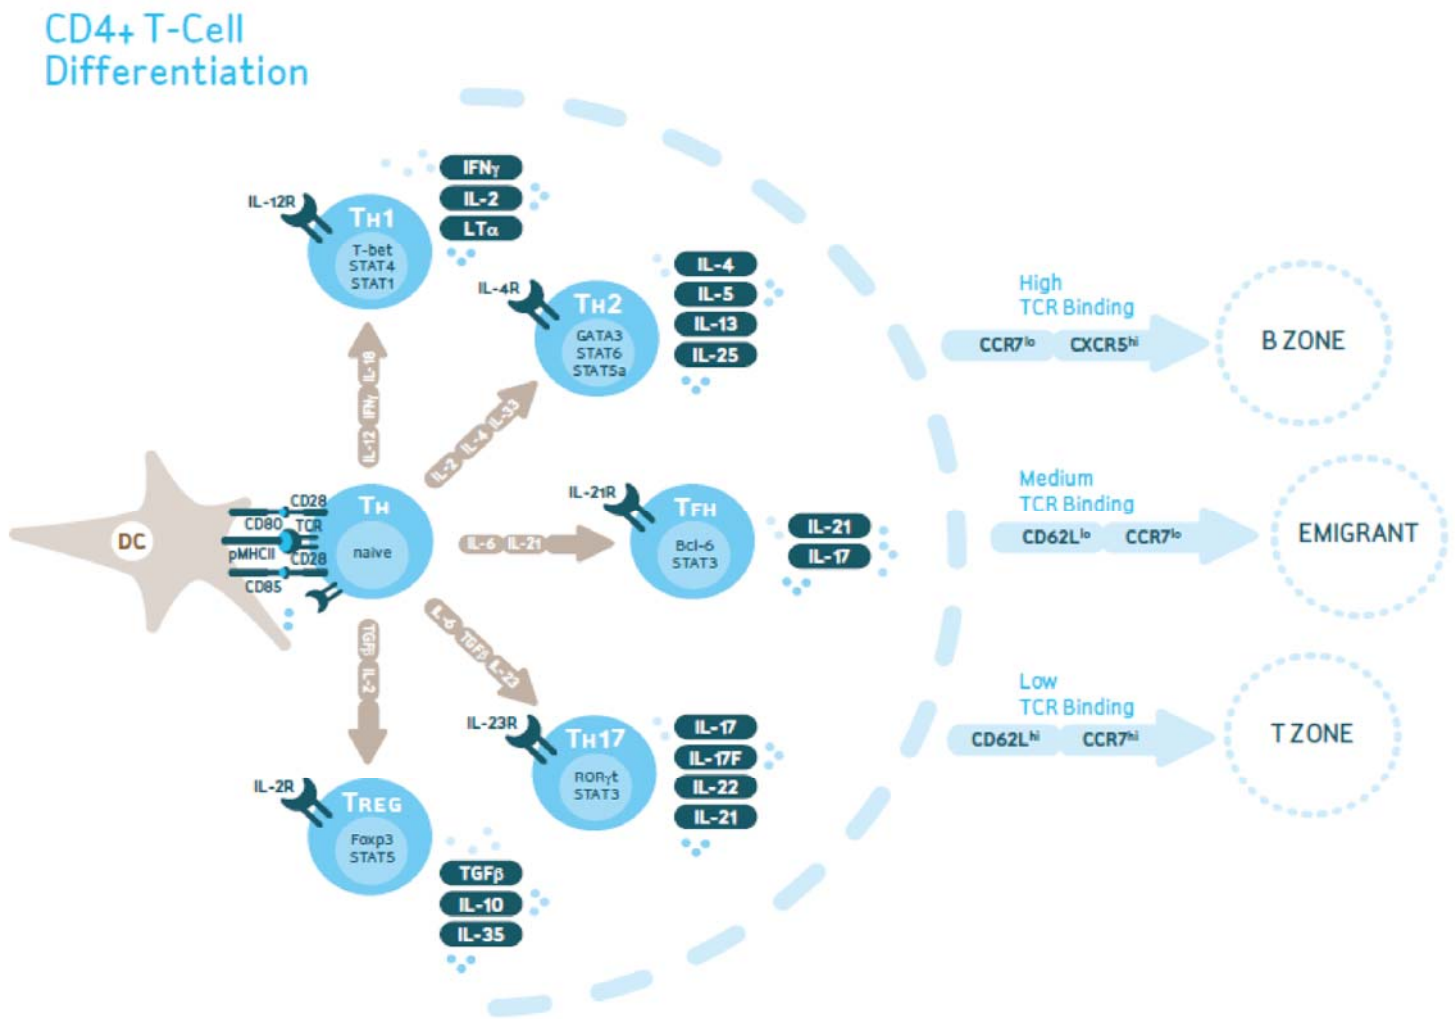 CD4+ T-Cell
Differentiation
IL-12R
TH1
T-bet
STAT4
STAT1
IFNγ
IL-2
LTα
IL-4R
TH2
GATA3
STAT6
STAT5a
IL-4
IL-5
IL-13
IL-25
IL-12 IFNγ IL-18
IL-2 IL-4 IL-33
DC
CD28
CD80
TCR
pMHCII
CD28
CD85
TH
naive
IL-6 IL-21
IL-21R
TFH
Bcl-6
STAT3
IL-21
IL-17
TGFβ IL-2
IL-6 TGFβ IL-23
IL-23R
TH17
RORγt
STAT3
IL-17
IL-17F
IL-22
IL-21
IL-2R
TREG
Foxp3
STAT5
TGFβ
IL-10
IL-35
High
TCR Binding
CCR7lo CXCR5hi
B ZONE
Medium
TCR Binding
CD62Llo CCR7lo
EMIGRANT
Low
TCR Binding
CD62Lhi CCR7hi
T ZONE